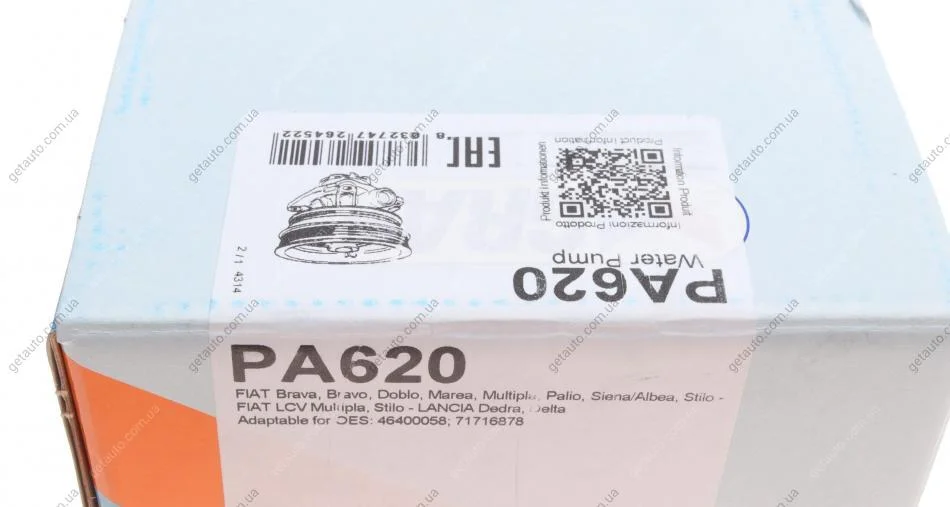 8 032747 264522
EAC
Product information
Produkt Informationen
Information Produit
Informazioni Prodotto
2 / 1 4314
Water Pump
PA620
PA620
FIAT Brava, Bravo, Doblo, Marea, Multipla, Palio, Siena/Albea, Stilo -
FIAT LCV Multipla, Stilo - LANCIA Dedra, Delta
Adaptable for OES: 46400058; 71716878
getauto.com.ua